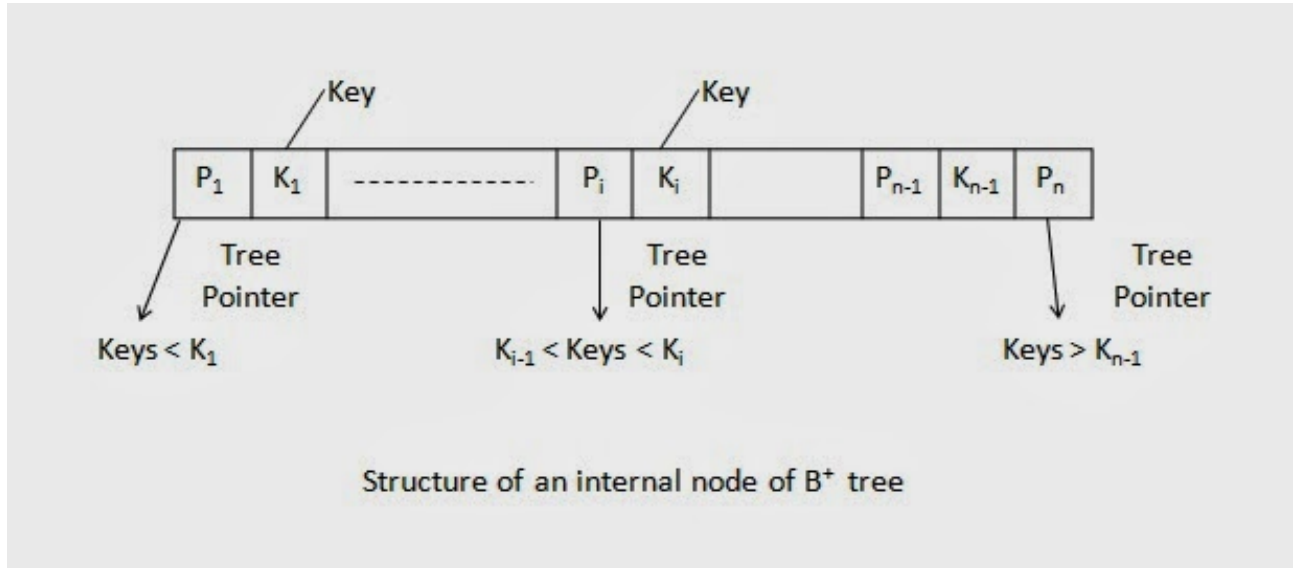 Key Key
P₁ K₁ ---------------- Pᵢ Kᵢ Pₙ₋₁ Kₙ₋₁ Pₙ
Tree Tree Tree
Pointer Pointer Pointer
Keys < K₁ Kᵢ₋₁ < Keys < Kᵢ Keys > Kₙ₋₁
Structure of an internal node of B⁺ tree